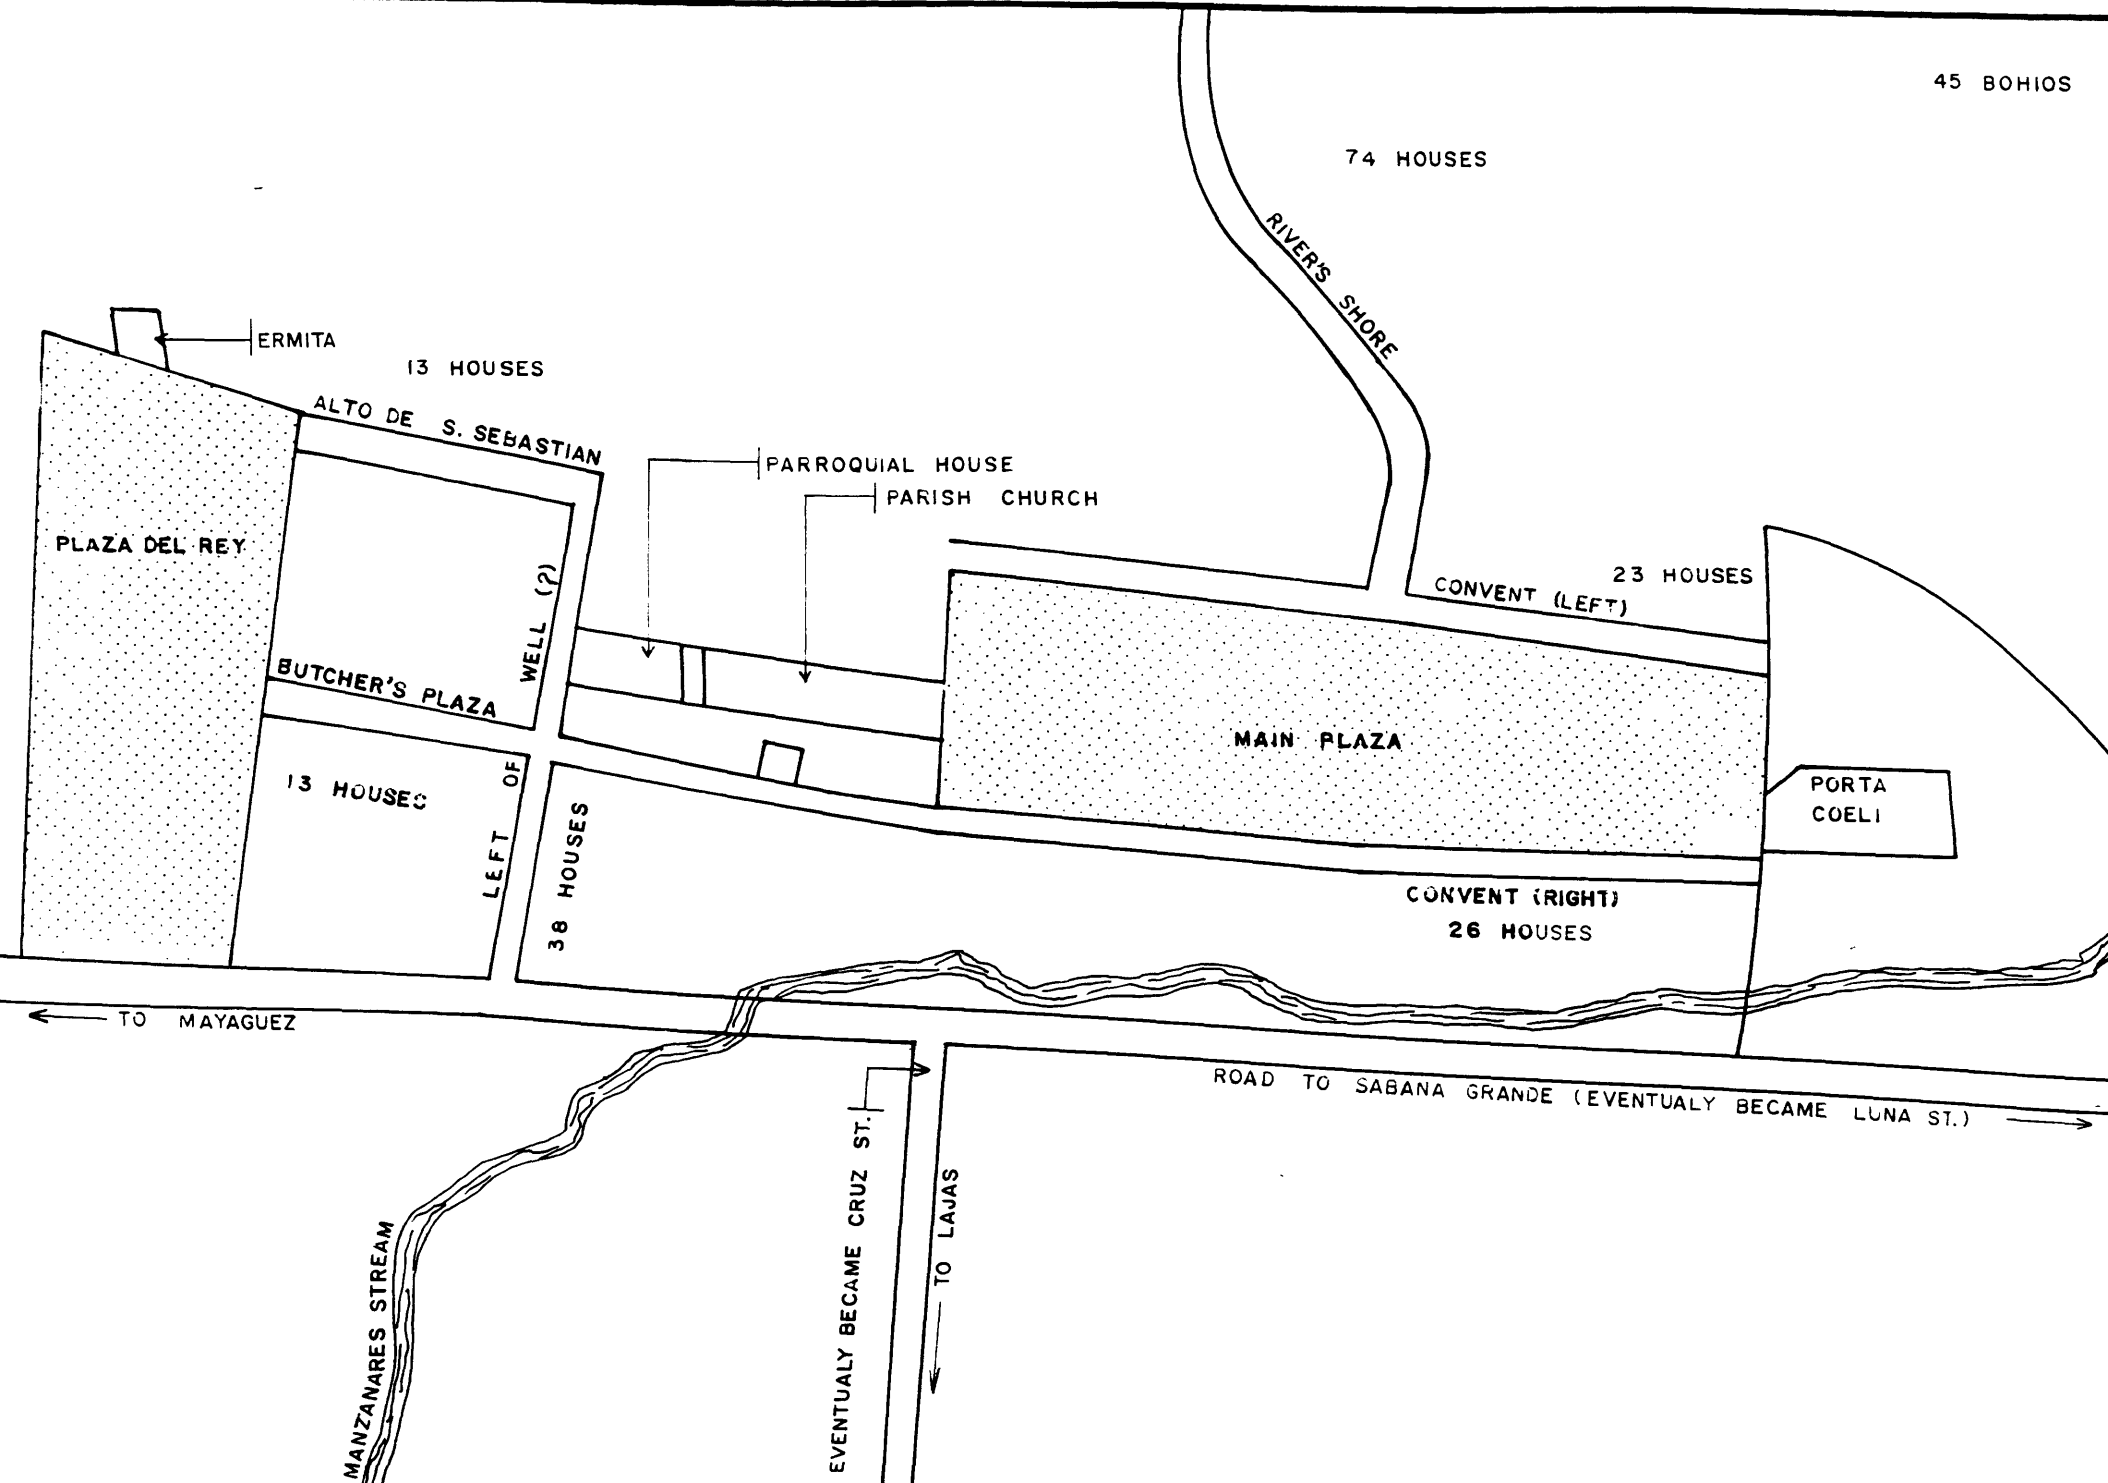 45 BOHIOS
74 HOUSES
RIVER'S SHORE
ERMITA
13 HOUSES
ALTO DE S. SEBASTIAN
PARROQUIAL HOUSE
PARISH CHURCH
PLAZA DEL REY
WELL (?)
23 HOUSES
CONVENT (LEFT)
BUTCHER'S PLAZA
MAIN PLAZA
PORTA
COELI
13 HOUSES
LEFT OF
38 HOUSES
CONVENT (RIGHT)
26 HOUSES
TO MAYAGUEZ
ROAD TO SABANA GRANDE (EVENTUALY BECAME LUNA ST.)
EVENTUALY BECAME CRUZ ST.
TO LAJAS
MANZANARES STREAM